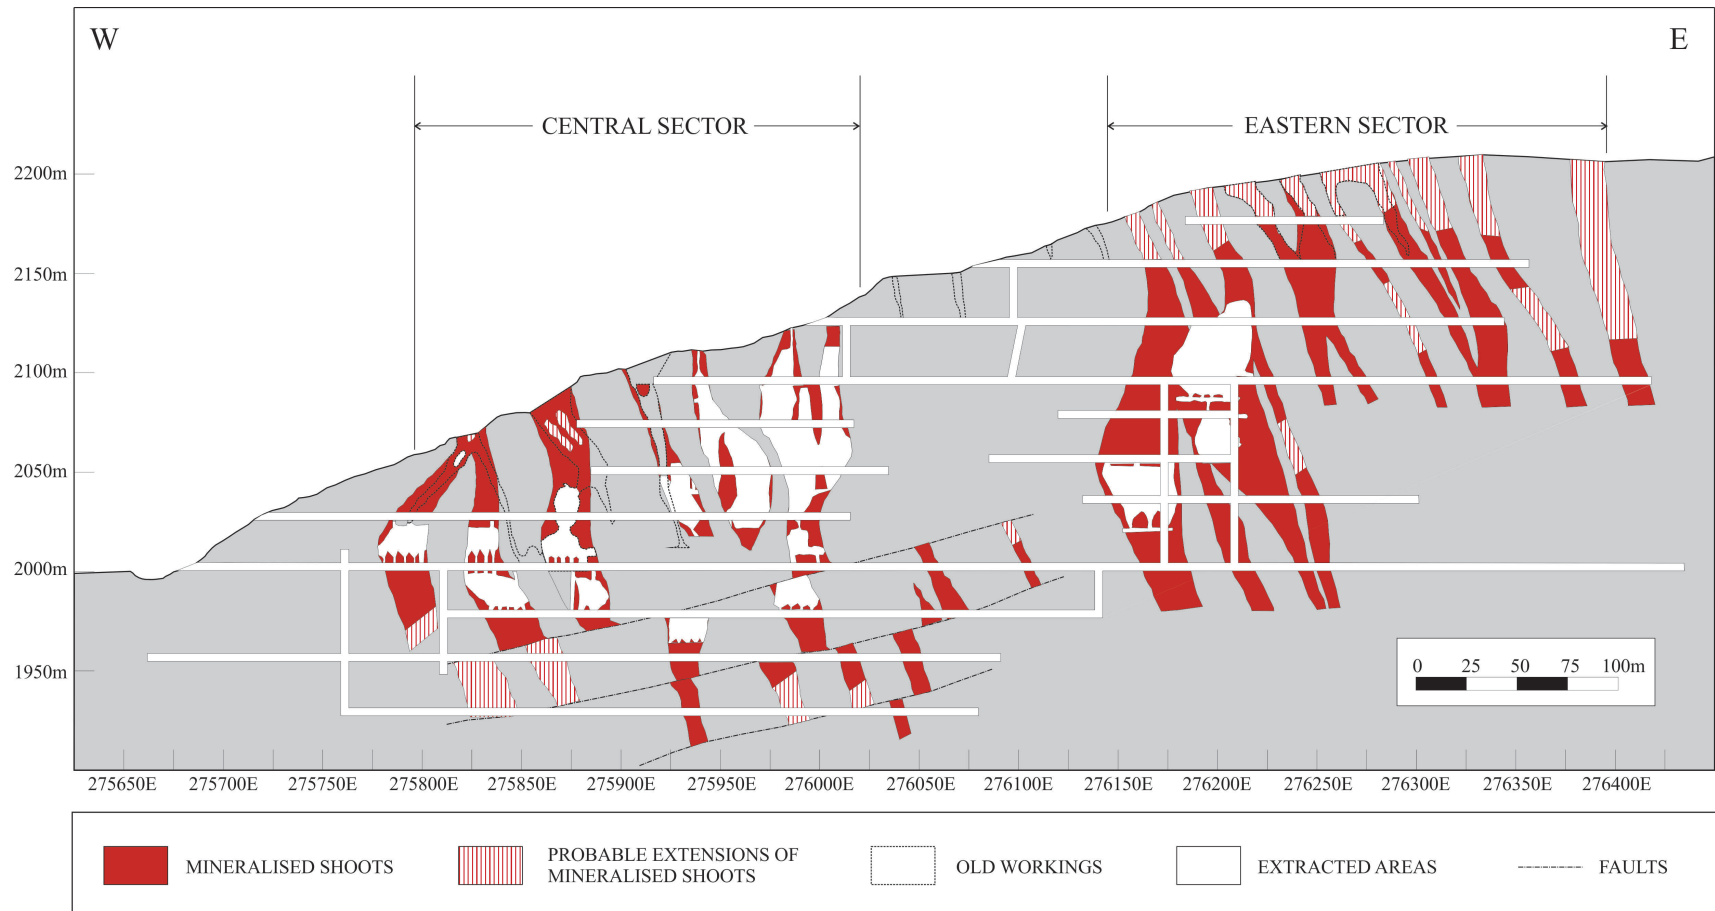 W
E
CENTRAL SECTOR
EASTERN SECTOR
2200m
2150m
2100m
2050m
2000m
1950m
0 25 50 75 100m
275650E 275700E 275750E 275800E 275850E 275900E 275950E 276000E 276050E 276100E 276150E 276200E 276250E 276300E 276350E 276400E
MINERALISED SHOOTS
PROBABLE EXTENSIONS OF
MINERALISED SHOOTS
OLD WORKINGS
EXTRACTED AREAS
FAULTS